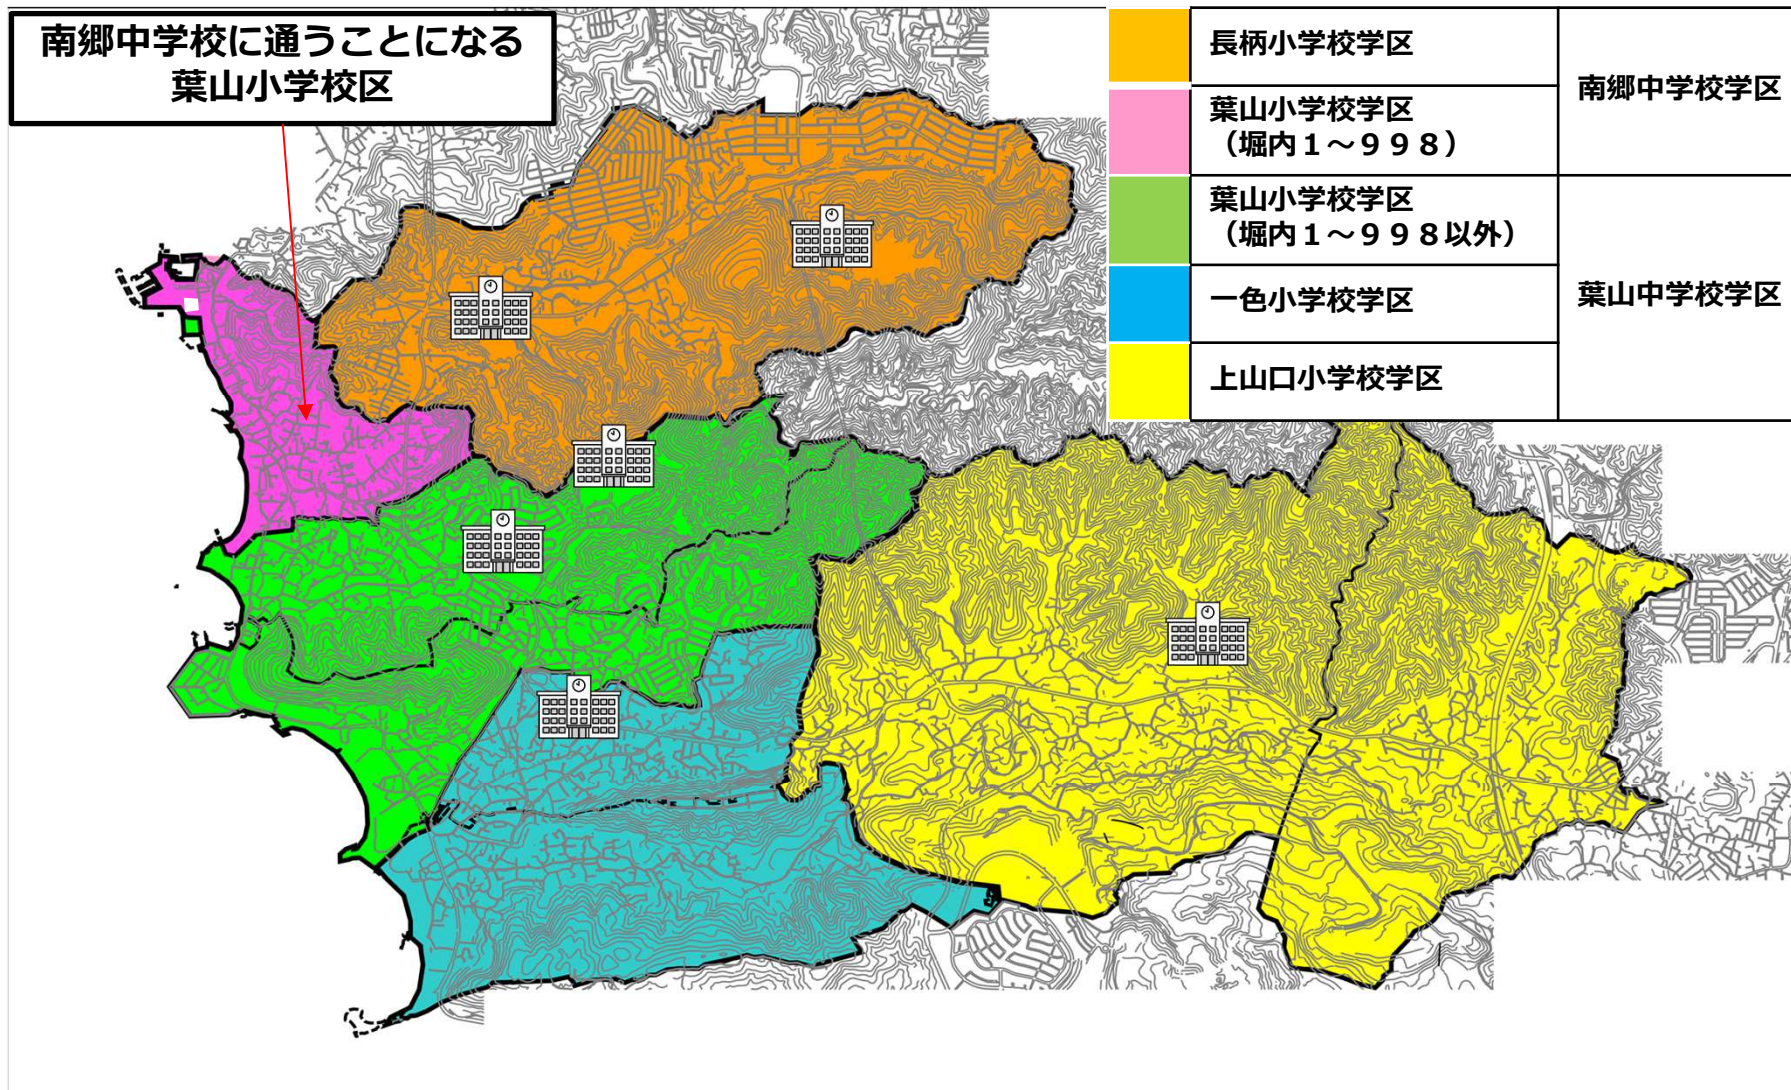 南郷中学校に通うことになる
葉山小学校区
長柄小学校学区
南郷中学校学区
葉山小学校学区
（堀内１～９９８）
葉山小学校学区
（堀内１～９９８以外）
葉山中学校学区
一色小学校学区
上山口小学校学区